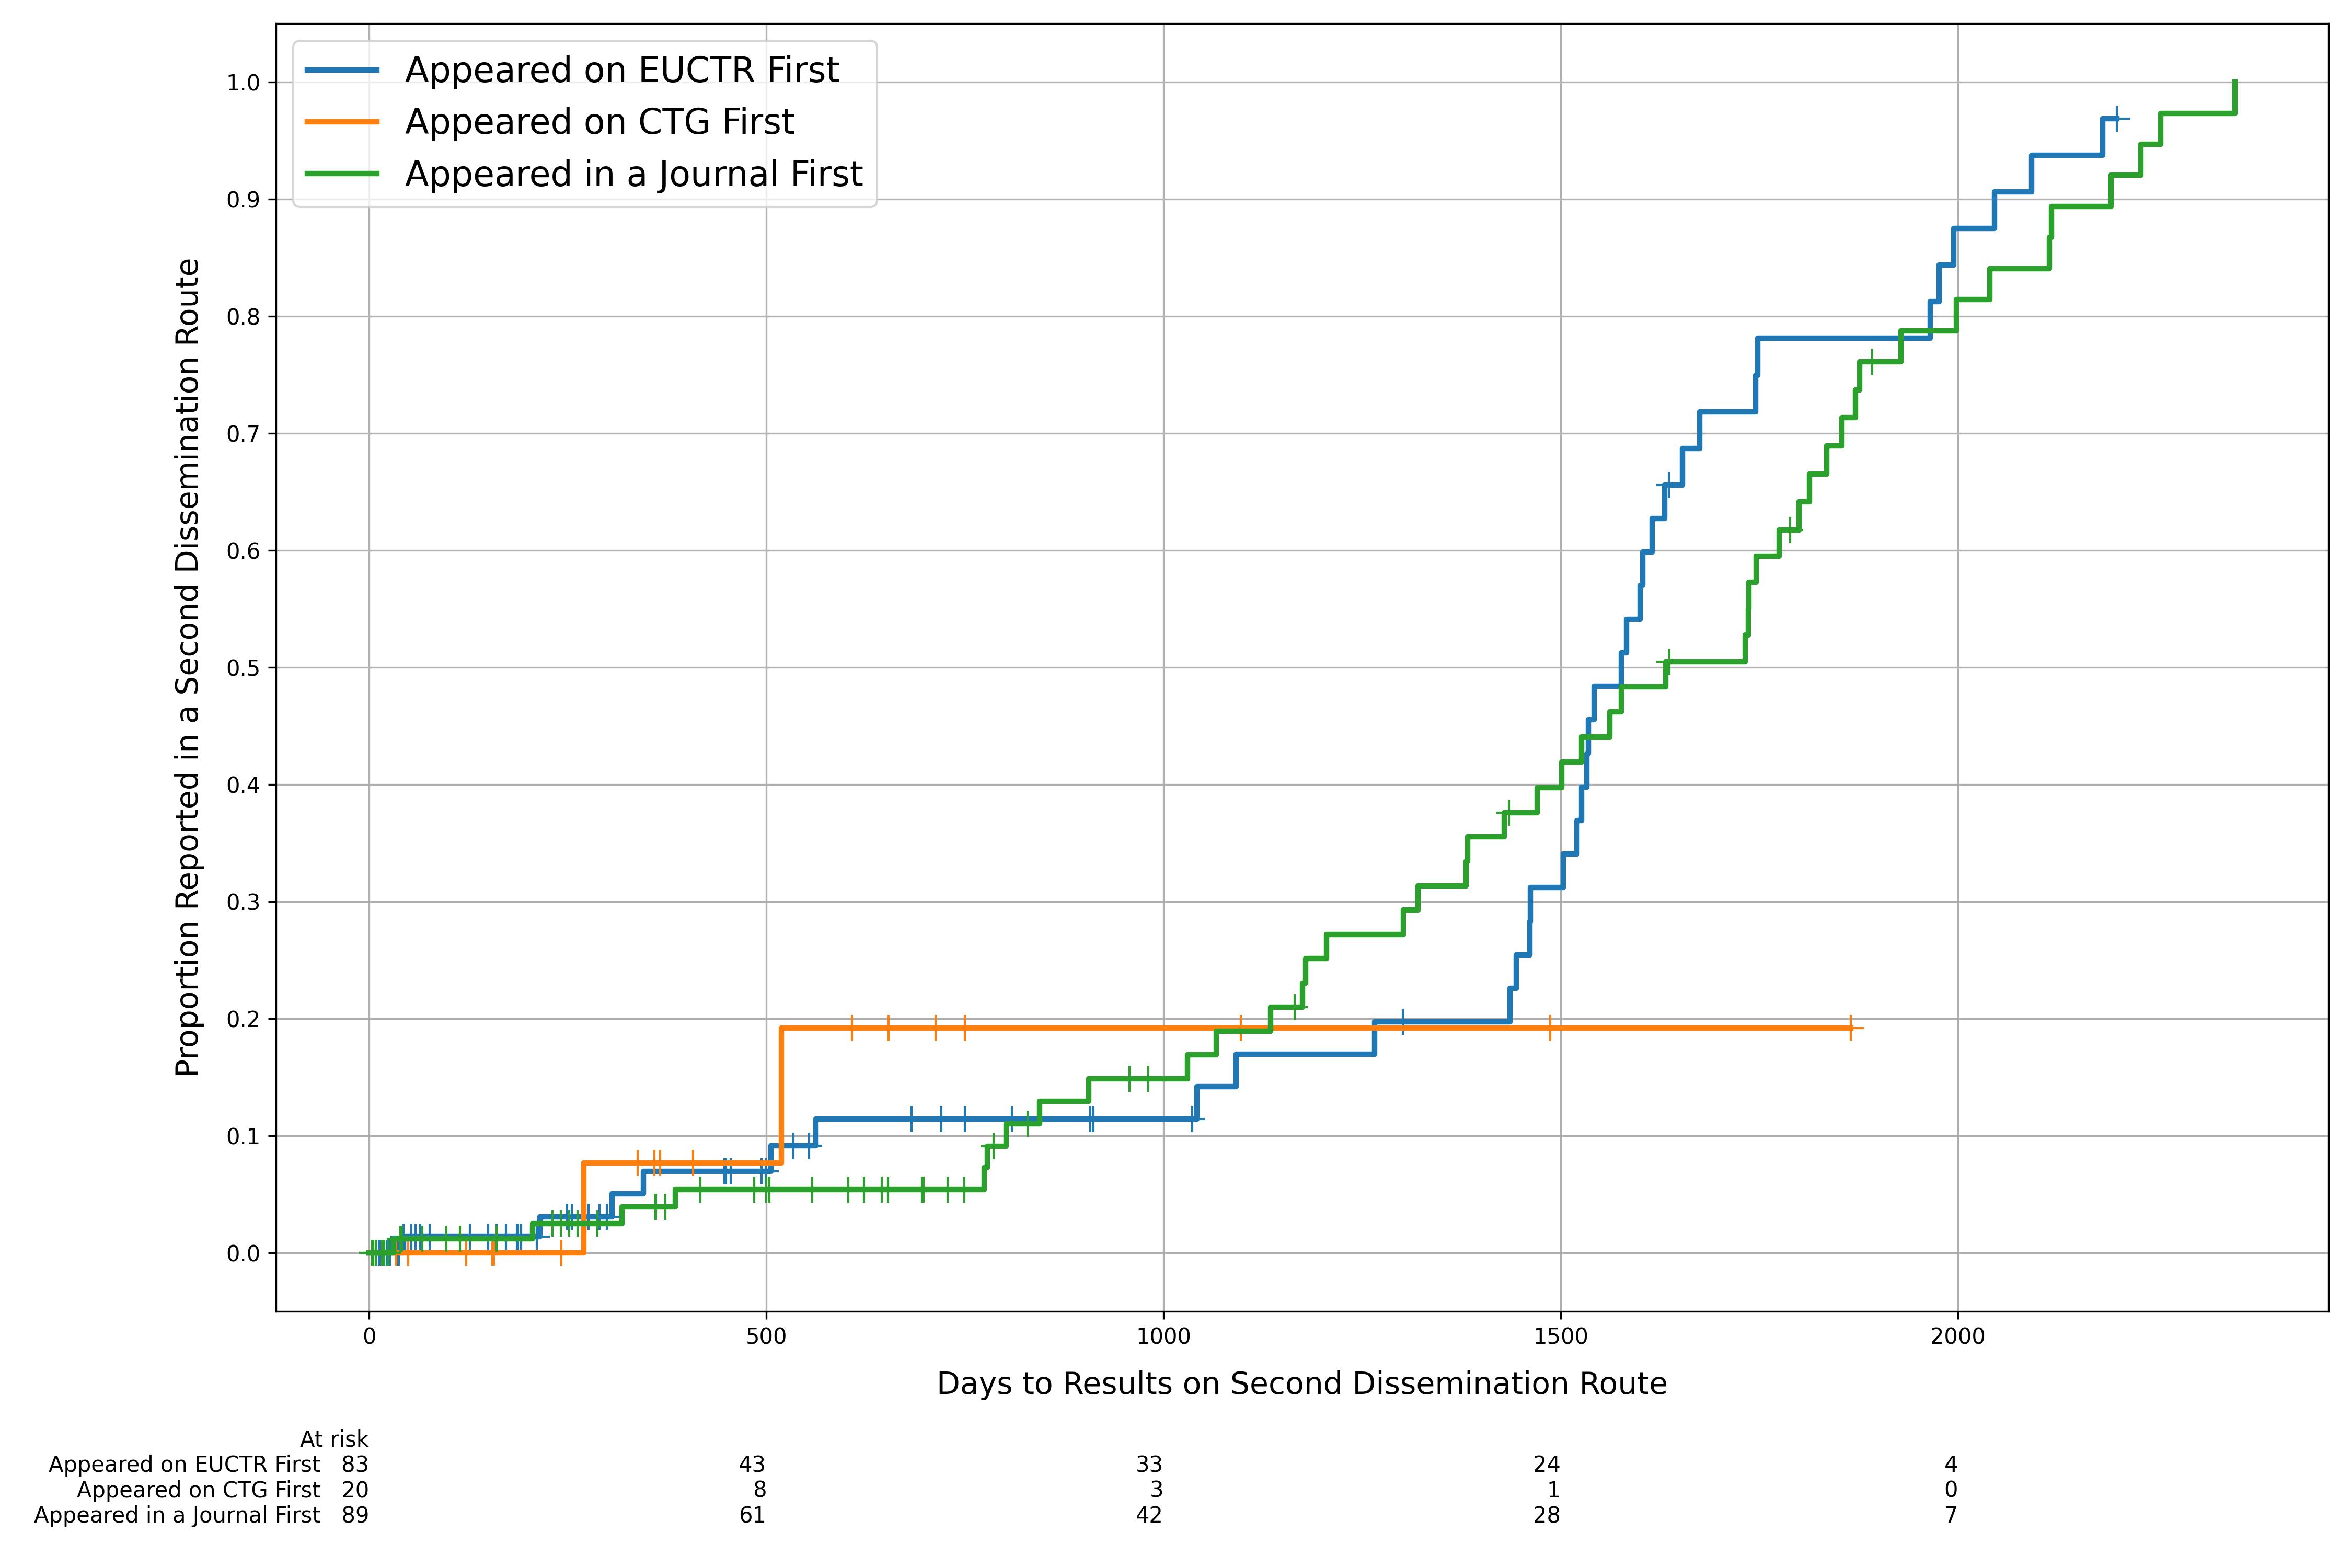 Appeared on EUCTR First
Appeared on CTG First
Appeared in a Journal First
Proportion Reported in a Second Dissemination Route
1.0
0.9
0.8
0.7
0.6
0.5
0.4
0.3
0.2
0.1
0.0
0 500 1000 1500 2000
Days to Results on Second Dissemination Route
At risk
Appeared on EUCTR First 83 43 33 24 4
Appeared on CTG First 20 8 3 1 0
Appeared in a Journal First 89 61 42 28 7